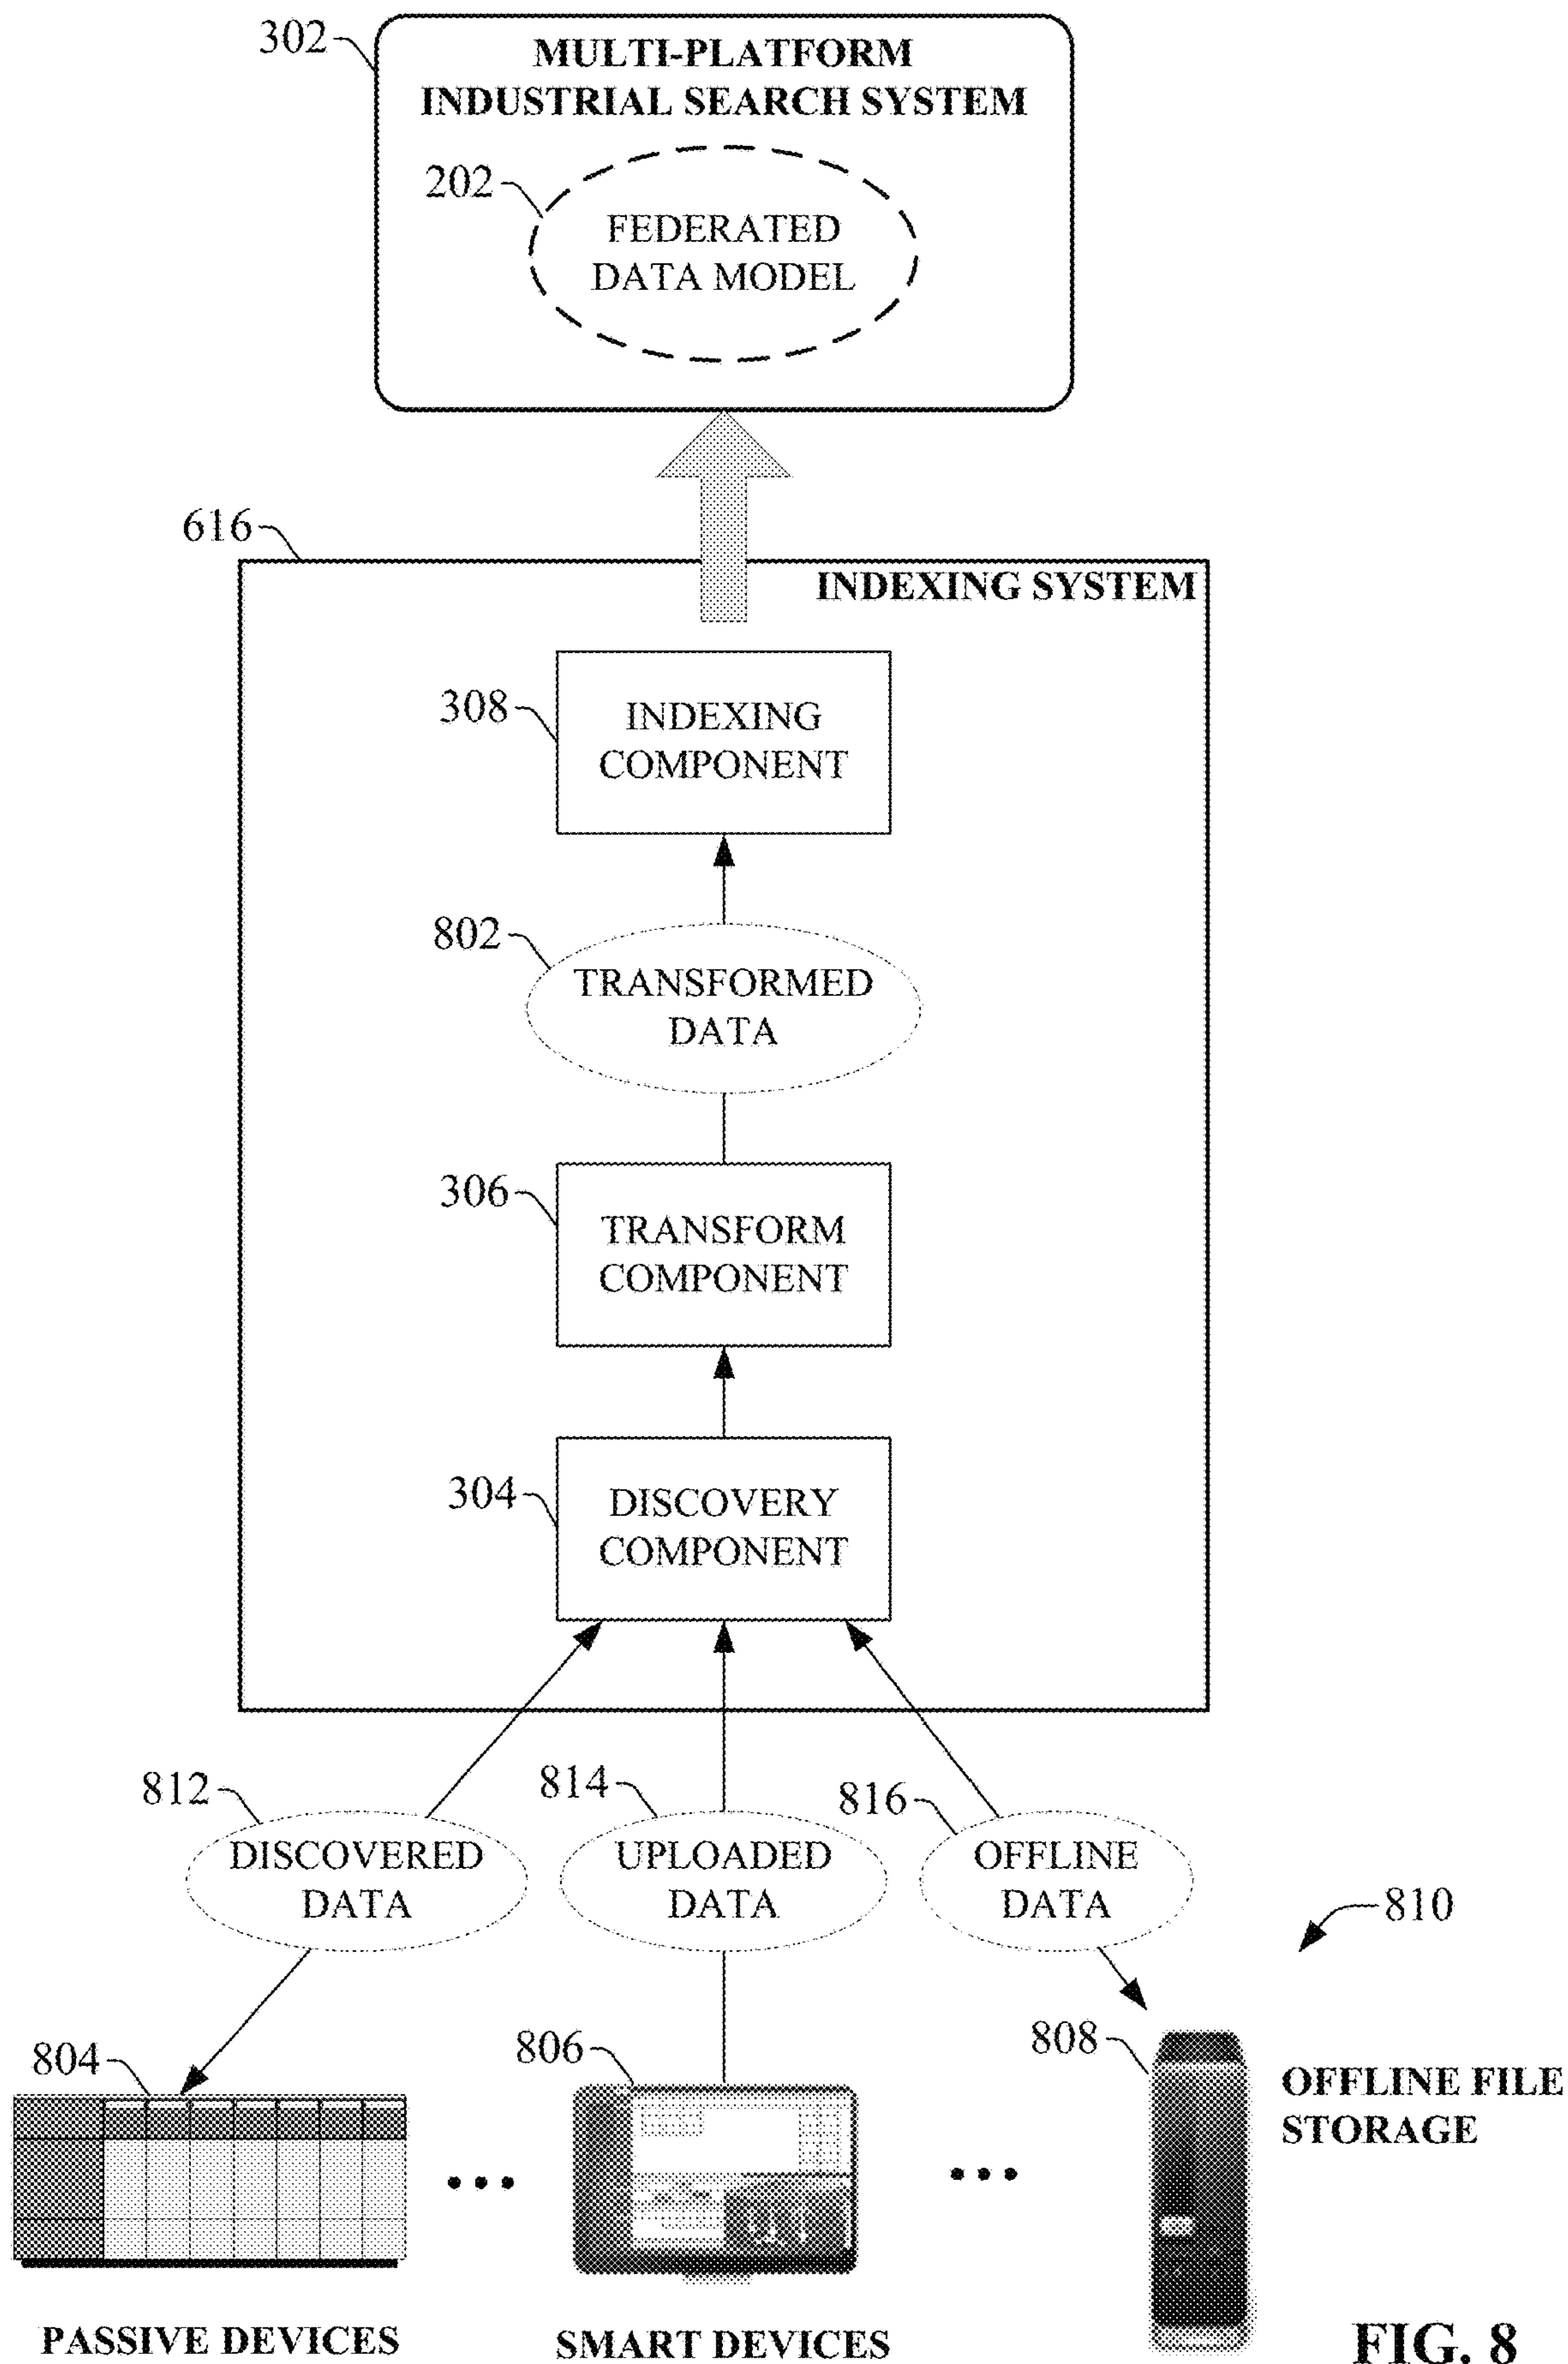 302
MULTI-PLATFORM
INDUSTRIAL SEARCH SYSTEM
202
FEDERATED
DATA MODEL
616
INDEXING SYSTEM
308
INDEXING
COMPONENT
802
TRANSFORMED
DATA
306
TRANSFORM
COMPONENT
304
DISCOVERY
COMPONENT
812
DISCOVERED
DATA
814
UPLOADED
DATA
816
OFFLINE
DATA
810
804
806
808
OFFLINE FILE
STORAGE
PASSIVE DEVICES
SMART DEVICES
FIG. 8